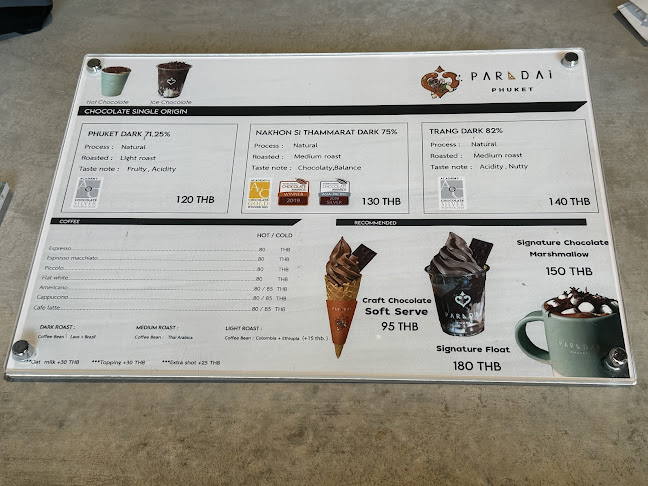 Hot Chocolate
Ice Chocolate
PARADAi
PHUKET
CHOCOLATE SINGLE ORIGIN
PHUKET DARK 71.25%
Process : Natural
Roasted : Light roast
Taste note : Fruity , Acidity
120 THB
NAKHON SI THAMMARAT DARK 75%
Process : Natural
Roasted : Medium roast
Taste note : Chocolaty,Balance
WINNER
2019
SILVER
130 THB
TRANG DARK 82%
Process : Natural
Roasted : Medium roast
Taste note : Acidity , Nutty
140 THB
COFFEE
HOT / COLD
Espresso 80 THB
Espresso macchiato 80 THB
Piccolo 80 THB
Flat white 80 THB
Americano 80 / 85 THB
Cappuccino 80 / 85 THB
Cafe latte 80 / 85 THB
DARK ROAST :
Coffee Bean : Laos + Brazil
MEDIUM ROAST :
Coffee Bean : Thai Arabica
LIGHT ROAST :
Coffee Bean : Colombia + Ethiopia (+15 thb.)
milk +30 THB ***Topping +30 THB ***Extra shot +25 THB
RECOMMENDED
Craft Chocolate
Soft Serve
95 THB
PARADAi
Signature Float
180 THB
Signature Chocolate
Marshmallow
150 THB
PARADAi